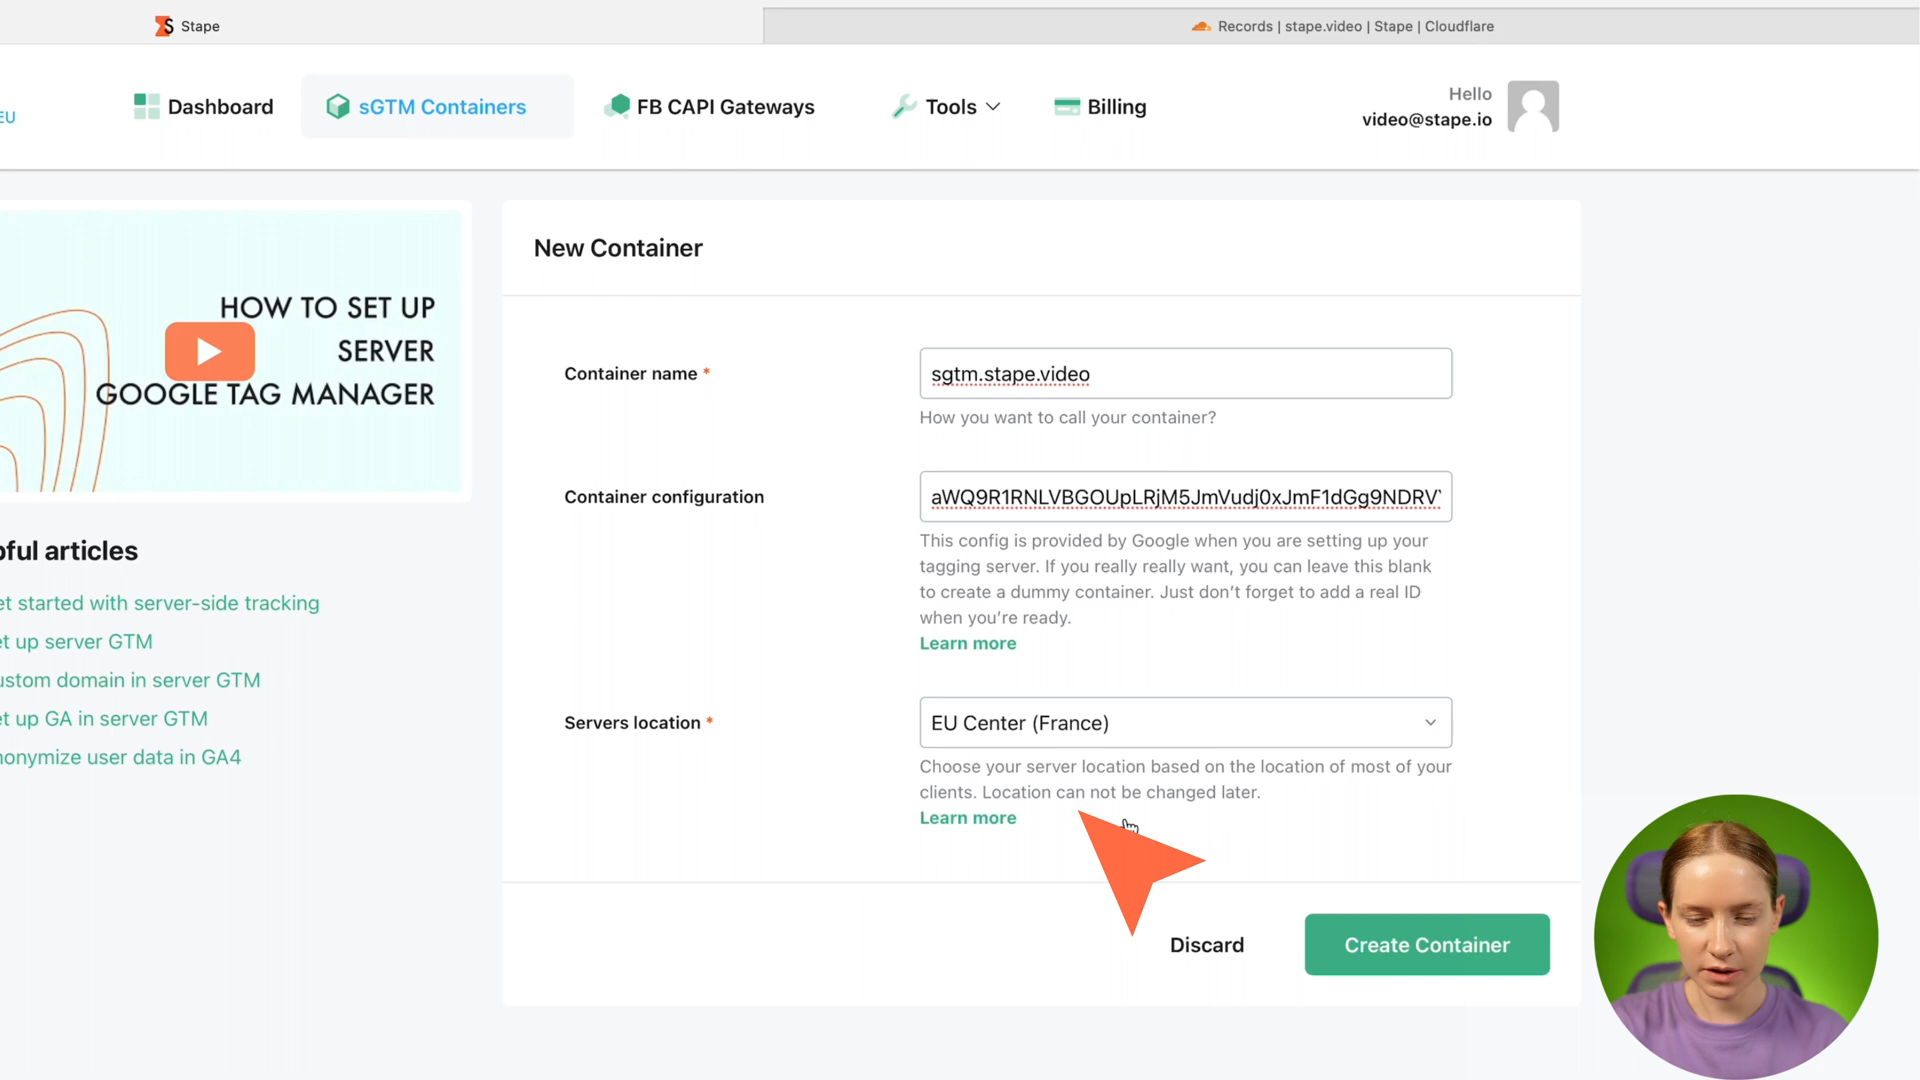 Stape
Records | stape.video | Stape | Cloudflare
EU
Dashboard
sGTM Containers
FB CAPI Gateways
Tools
Billing
Hello
video@stape.io
HOW TO SET UP
SERVER
GOOGLE TAG MANAGER
pful articles
et started with server-side tracking
et up server GTM
ustom domain in server GTM
et up GA in server GTM
nonymize user data in GA4
New Container
Container name *
sgtm.stape.video
How you want to call your container?
Container configuration
aWQ9R1RNLVBGOUpLRjM5JmVudj0xJmF1dGg9NDRV
This config is provided by Google when you are setting up your
tagging server. If you really really want, you can leave this blank
to create a dummy container. Just don’t forget to add a real ID
when you’re ready.
Learn more
Servers location *
EU Center (France)
Choose your server location based on the location of most of your
clients. Location can not be changed later.
Learn more
Discard
Create Container